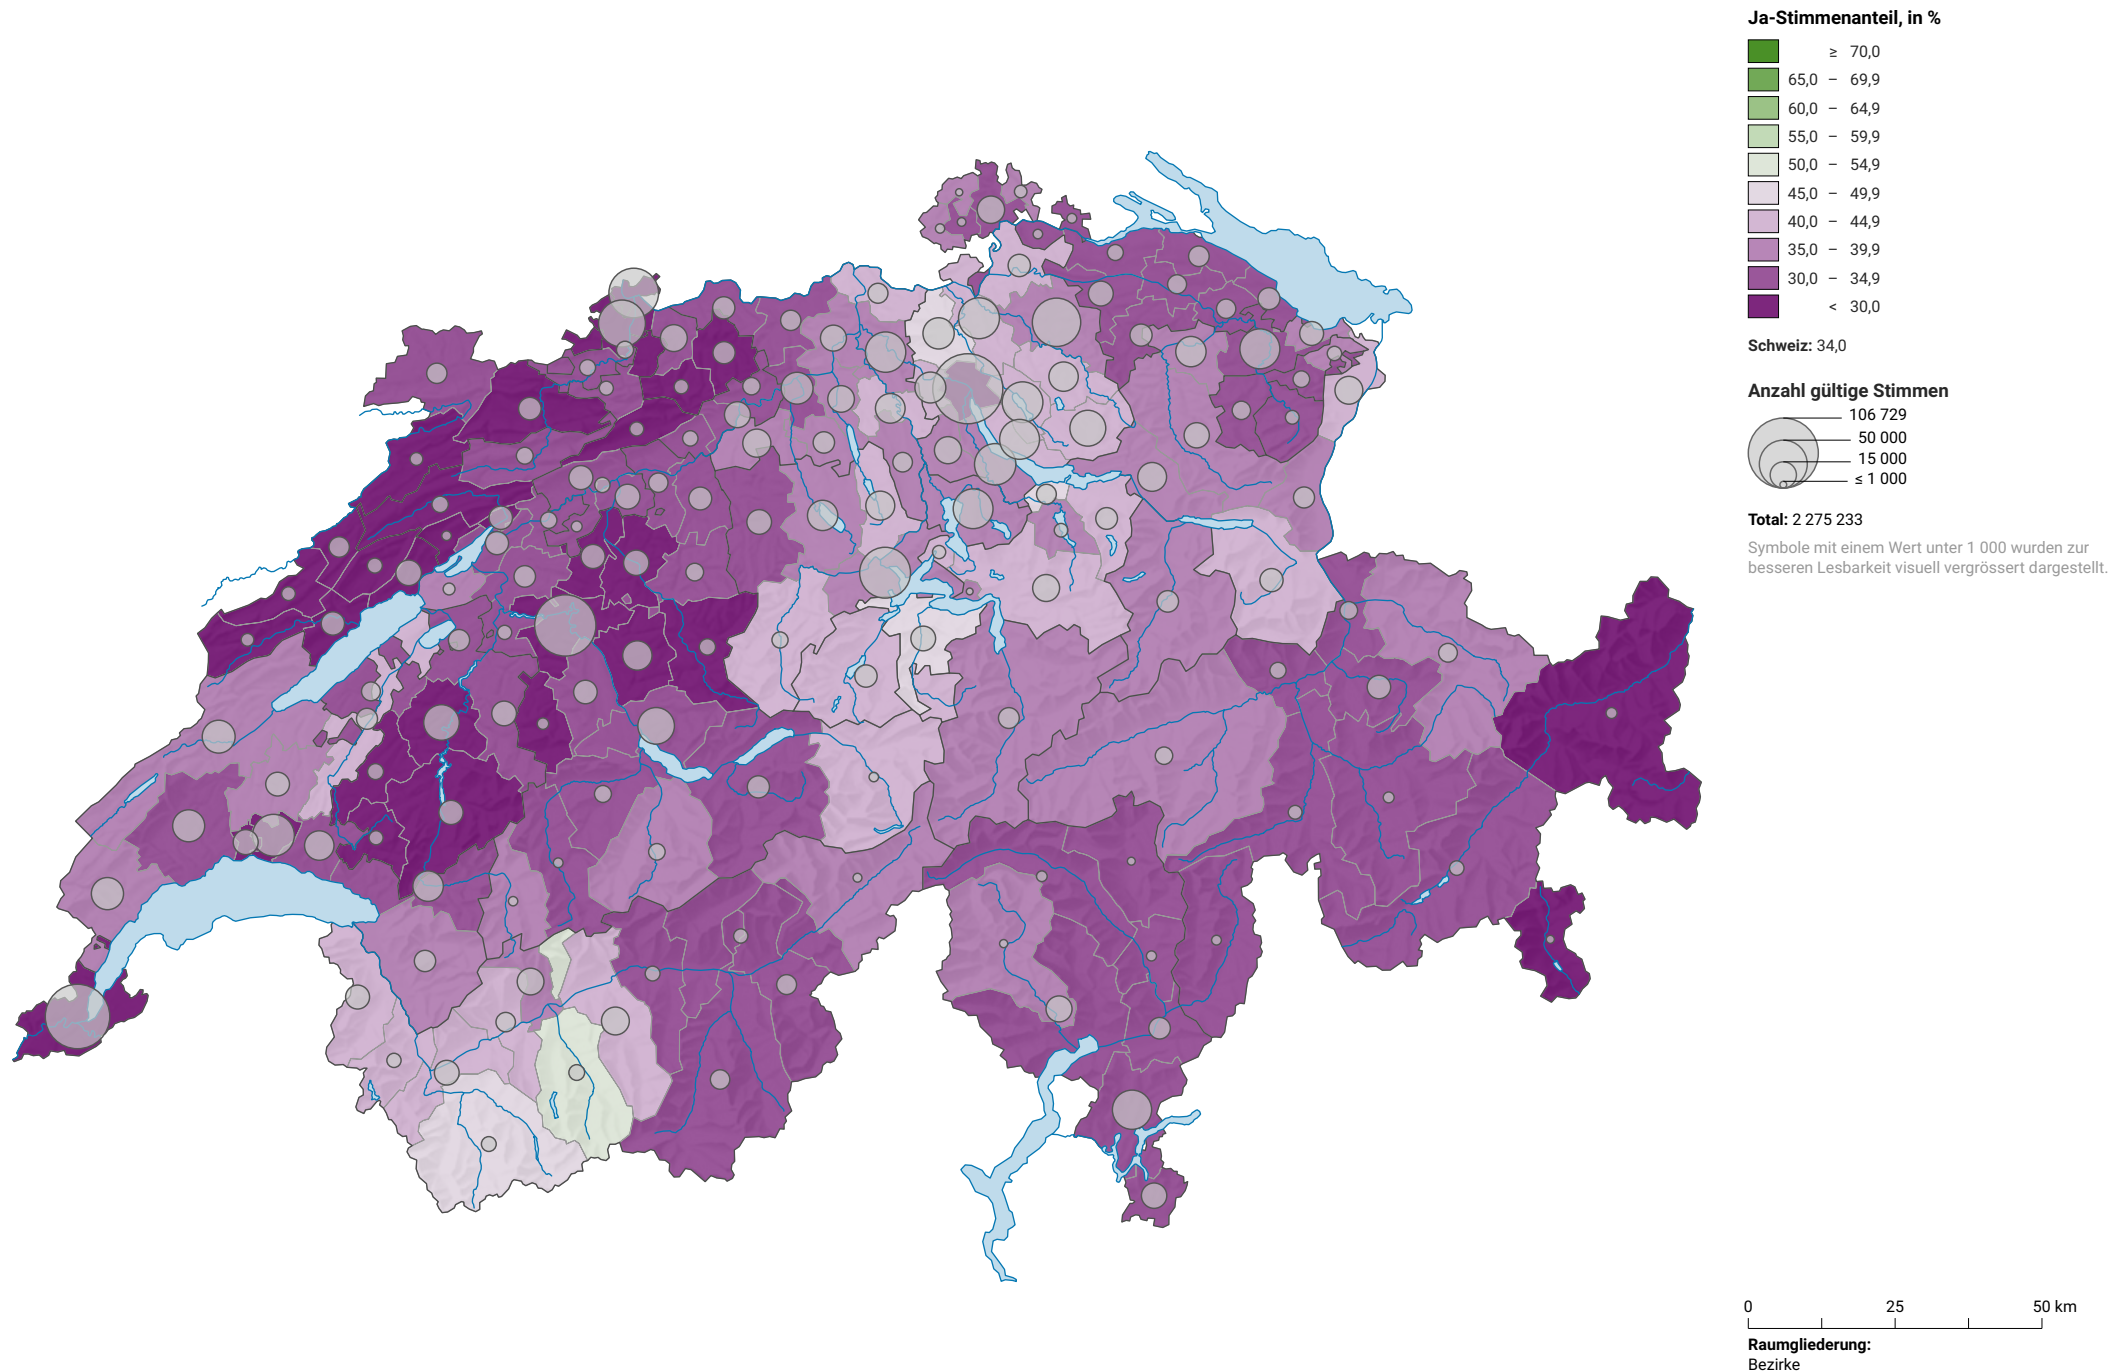 Ja-Stimmenanteil, in %
≥ 70,0
65,0 – 69,9
60,0 – 64,9
55,0 – 59,9
50,0 – 54,9
45,0 – 49,9
40,0 – 44,9
35,0 – 39,9
30,0 – 34,9
< 30,0
Schweiz: 34,0
Anzahl gültige Stimmen
106 729
50 000
15 000
≤ 1 000
Total: 2 275 233
Symbole mit einem Wert unter 1 000 wurden zur
besseren Lesbarkeit visuell vergrössert dargestellt.
0 25 50 km
Raumgliederung:
Bezirke